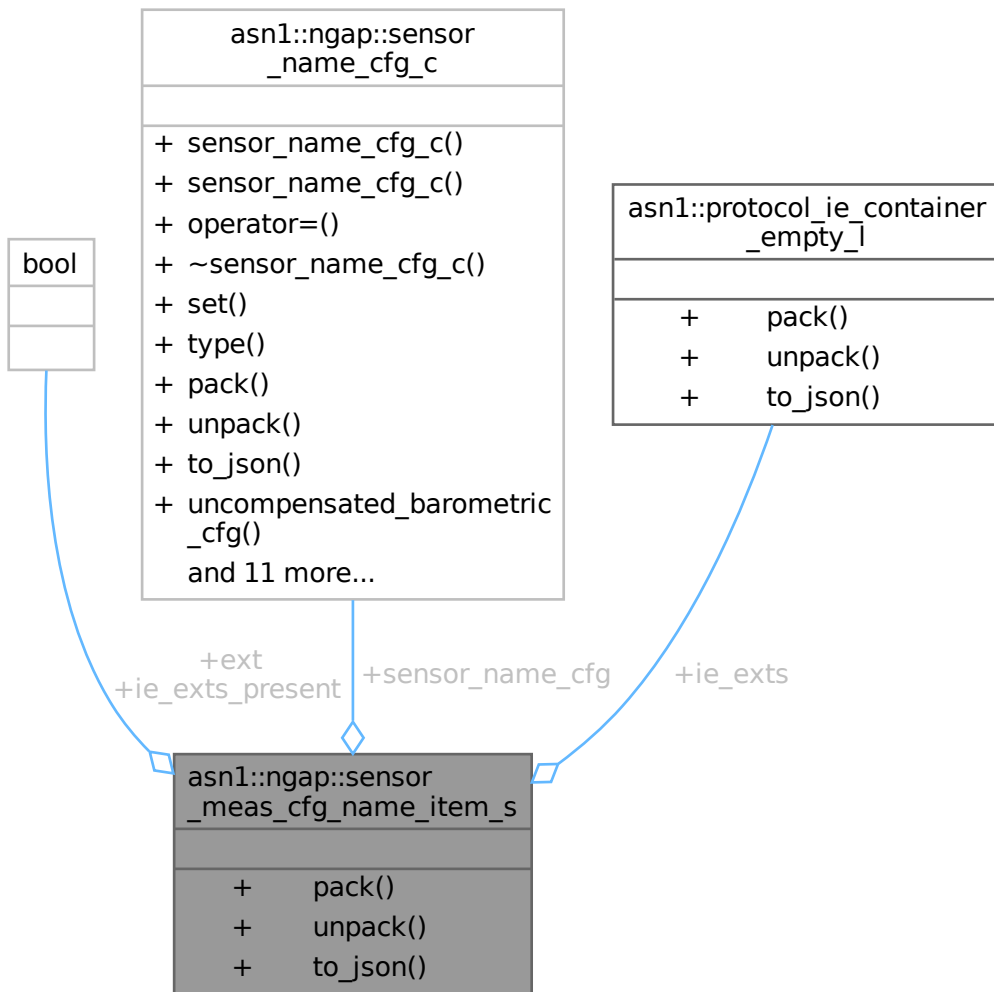 asn1::ngap::sensor
_name_cfg_c
+ sensor_name_cfg_c()
+ sensor_name_cfg_c()
+ operator=()
+ ~sensor_name_cfg_c()
+ set()
+ type()
+ pack()
+ unpack()
+ to_json()
+ uncompensated_barometric
_cfg()
and 11 more...
bool
asn1::protocol_ie_container
_empty_l
+ pack()
+ unpack()
+ to_json()
+ext
+ie_exts_present
+sensor_name_cfg
+ie_exts
asn1::ngap::sensor
_meas_cfg_name_item_s
+ pack()
+ unpack()
+ to_json()